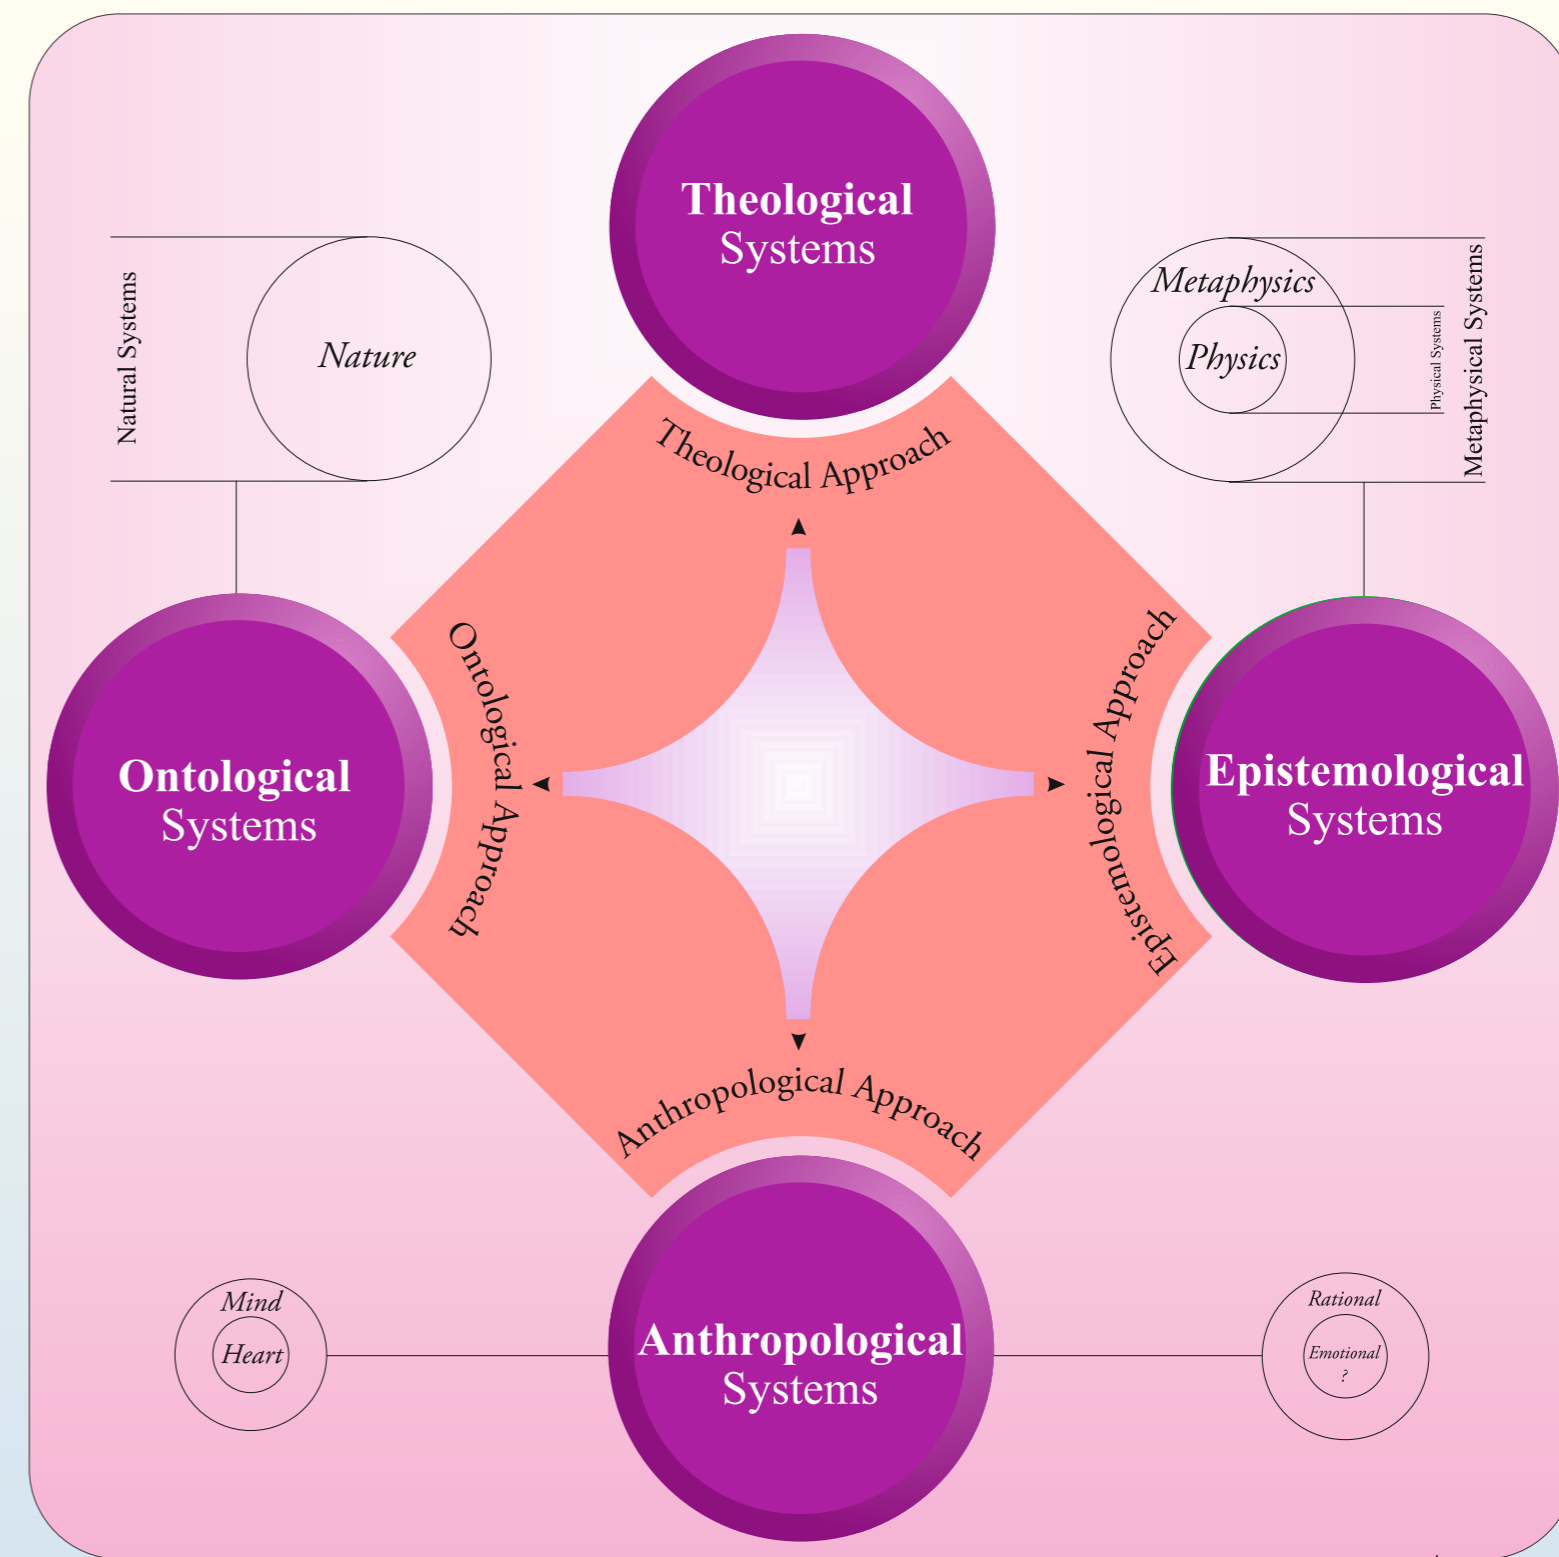 Theological
Systems
Natural Systems
Nature
Metaphysics
Physics
Physical Systems
Metaphysical Systems
Theological Approach
Ontological Approach
Epistemological Approach
Ontological
Systems
Epistemological
Systems
Anthropological Approach
Mind
Heart
Anthropological
Systems
Rational
Emotional
?